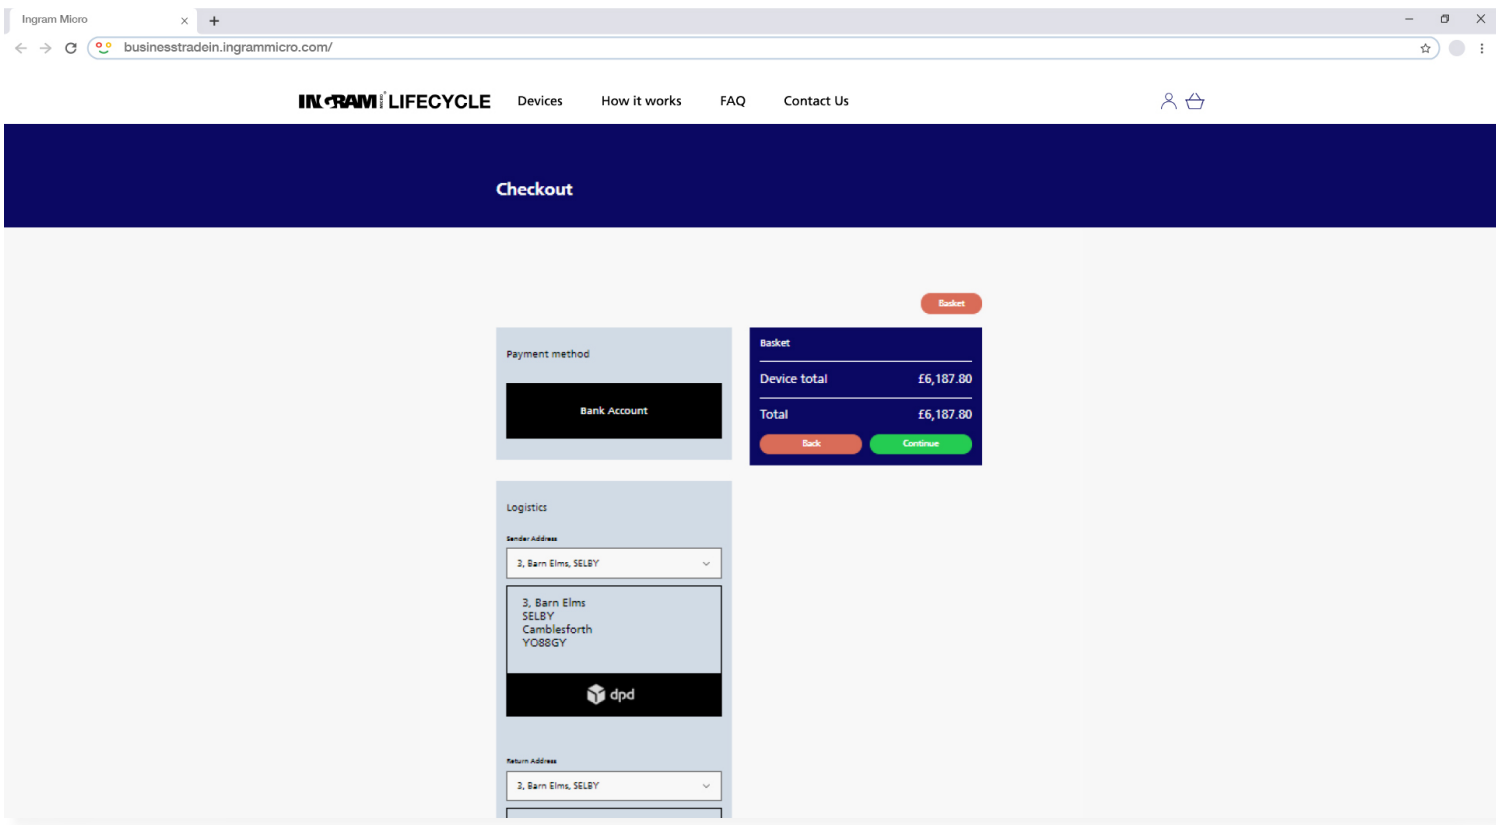 Ingram Micro
businesstradein.ingrammicro.com/
INGRAM MICRO LIFECYCLE Devices How it works FAQ Contact Us
Checkout
Basket
Payment method
Bank Account
Basket
Device total £6,187.80
Total £6,187.80
Back Continue
Logistics
Sender Address
3, Barn Elms, SELBY
3, Barn Elms
SELBY
Camblesforth
YO88GY
dpd
Return Address
3, Barn Elms, SELBY